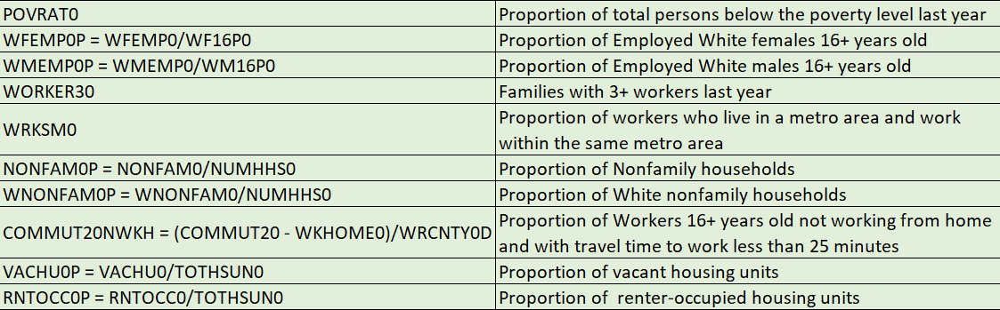 POVRAT0 Proportion of total persons below the poverty level last year
WFEMP0P = WFEMP0/WF16P0 Proportion of Employed White females 16+ years old
WMEMP0P = WMEMP0/WM16P0 Proportion of Employed White males 16+ years old
WORKER30 Families with 3+ workers last year
WRKSM0 Proportion of workers who live in a metro area and work
within the same metro area
NONFAM0P = NONFAM0/NUMHHS0 Proportion of Nonfamily households
WNONFAM0P = WNONFAM0/NUMHHS0 Proportion of White nonfamily households
COMMUT20NWKH = (COMMUT20 - WKHOME0)/WRCNTY0D Proportion of Workers 16+ years old not working from home
and with travel time to work less than 25 minutes
VACHU0P = VACHU0/TOTHSUN0 Proportion of vacant housing units
RNTOCC0P = RNTOCC0/TOTHSUN0 Proportion of  renter-occupied housing units